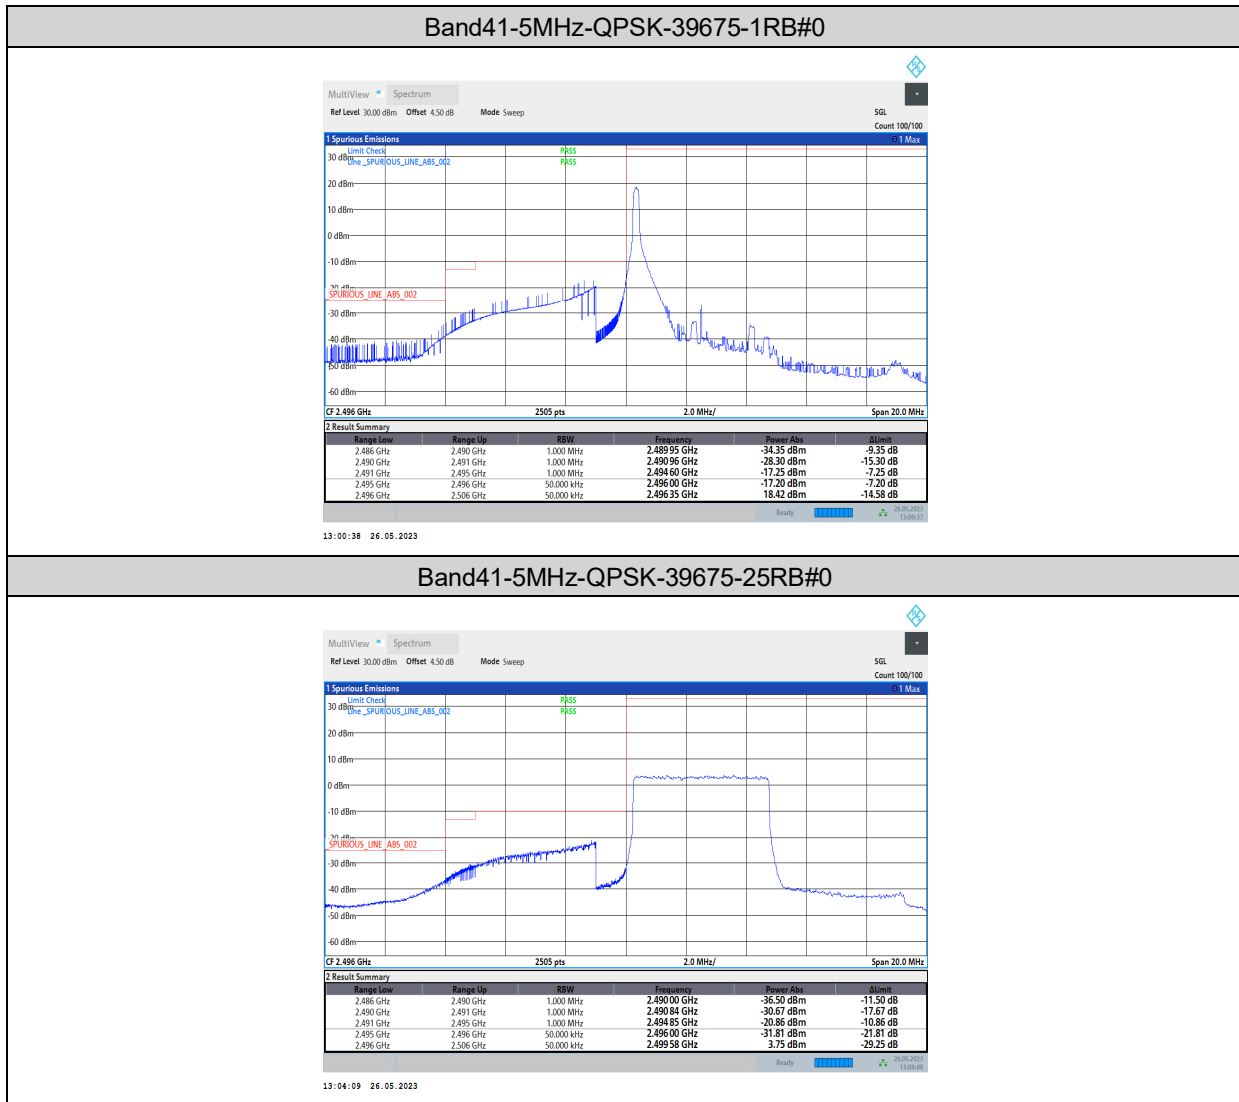 Band41-5MHz-QPSK-39675-1RB#0
MultiView Spectrum
Ref Level 30.00 dBm Offset 4.50 dB Mode Sweep SGL
Count 100/100
1 Spurious Emissions 1 Max
Limit Check PASS
30 dBm Line _SPURIOUS_LINE_ABS_002 PASS
20 dBm
10 dBm
0 dBm
-10 dBm
-20 dBm
SPURIOUS_LINE_ABS_002
-30 dBm
-40 dBm
-50 dBm
-60 dBm
CF 2.496 GHz 2505 pts 2.0 MHz/ Span 20.0 MHz
2 Result Summary
Range Low Range Up RBW Frequency Power Abs ΔLimit
2.486 GHz 2.490 GHz 1.000 MHz 2.48995 GHz -34.35 dBm -9.35 dB
2.490 GHz 2.491 GHz 1.000 MHz 2.49096 GHz -28.30 dBm -15.30 dB
2.491 GHz 2.495 GHz 1.000 MHz 2.49460 GHz -17.25 dBm -7.25 dB
2.495 GHz 2.496 GHz 50.000 kHz 2.49600 GHz -17.20 dBm -7.20 dB
2.496 GHz 2.506 GHz 50.000 kHz 2.49635 GHz 18.42 dBm -14.58 dB
Ready 26.05.2023
13:00:37
13:00:38 26.05.2023
Band41-5MHz-QPSK-39675-25RB#0
MultiView Spectrum
Ref Level 30.00 dBm Offset 4.50 dB Mode Sweep SGL
Count 100/100
1 Spurious Emissions 1 Max
Limit Check PASS
30 dBm Line _SPURIOUS_LINE_ABS_002 PASS
20 dBm
10 dBm
0 dBm
-10 dBm
-20 dBm
SPURIOUS_LINE_ABS_002
-30 dBm
-40 dBm
-50 dBm
-60 dBm
CF 2.496 GHz 2505 pts 2.0 MHz/ Span 20.0 MHz
2 Result Summary
Range Low Range Up RBW Frequency Power Abs ΔLimit
2.486 GHz 2.490 GHz 1.000 MHz 2.49000 GHz -36.50 dBm -11.50 dB
2.490 GHz 2.491 GHz 1.000 MHz 2.49084 GHz -30.67 dBm -17.67 dB
2.491 GHz 2.495 GHz 1.000 MHz 2.49485 GHz -20.86 dBm -10.86 dB
2.495 GHz 2.496 GHz 50.000 kHz 2.49600 GHz -31.81 dBm -21.81 dB
2.496 GHz 2.506 GHz 50.000 kHz 2.49958 GHz 3.75 dBm -29.25 dB
Ready 26.05.2023
13:04:08
13:04:09 26.05.2023